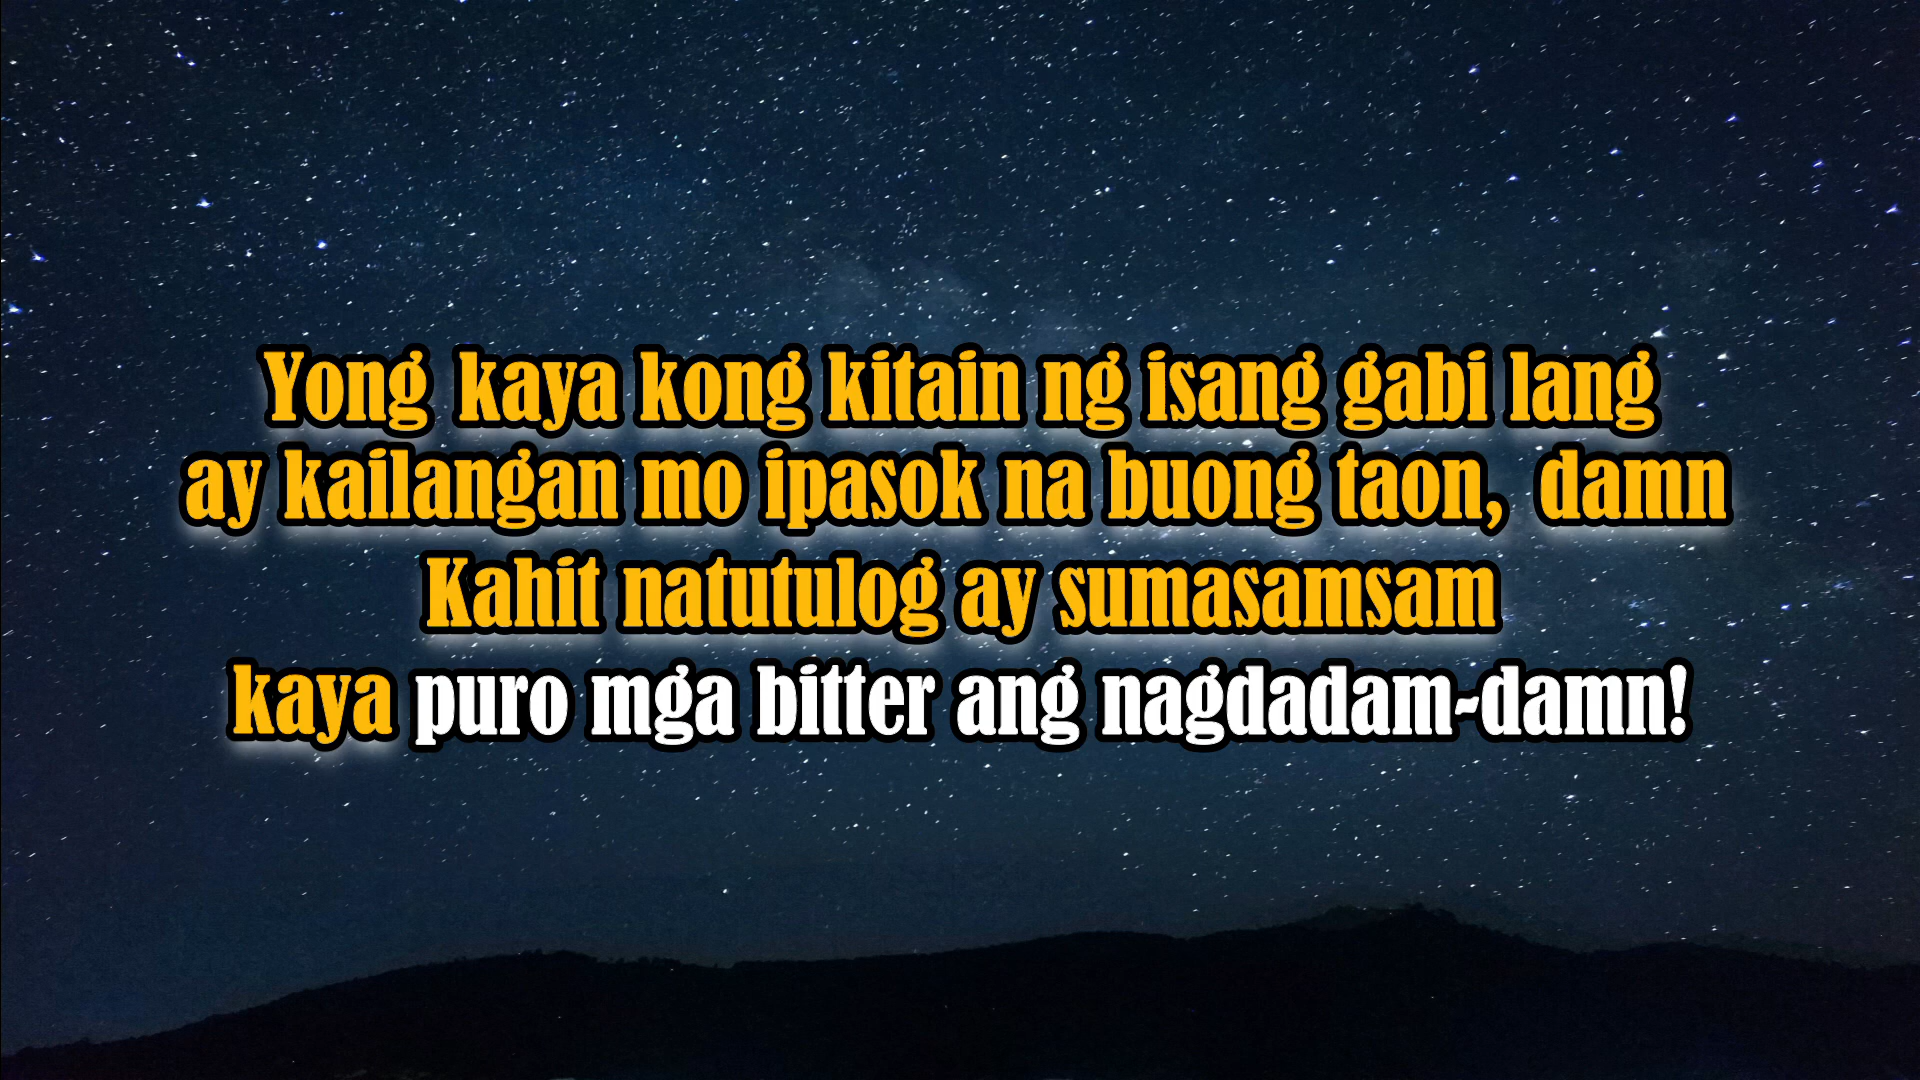 Yong kaya kong kitain ng isang gabi lang
ay kailangan mo ipasok na buong taon, damn
Kahit natutulog ay sumasamsam
kaya puro mga bitter ang nagdadam-damn!